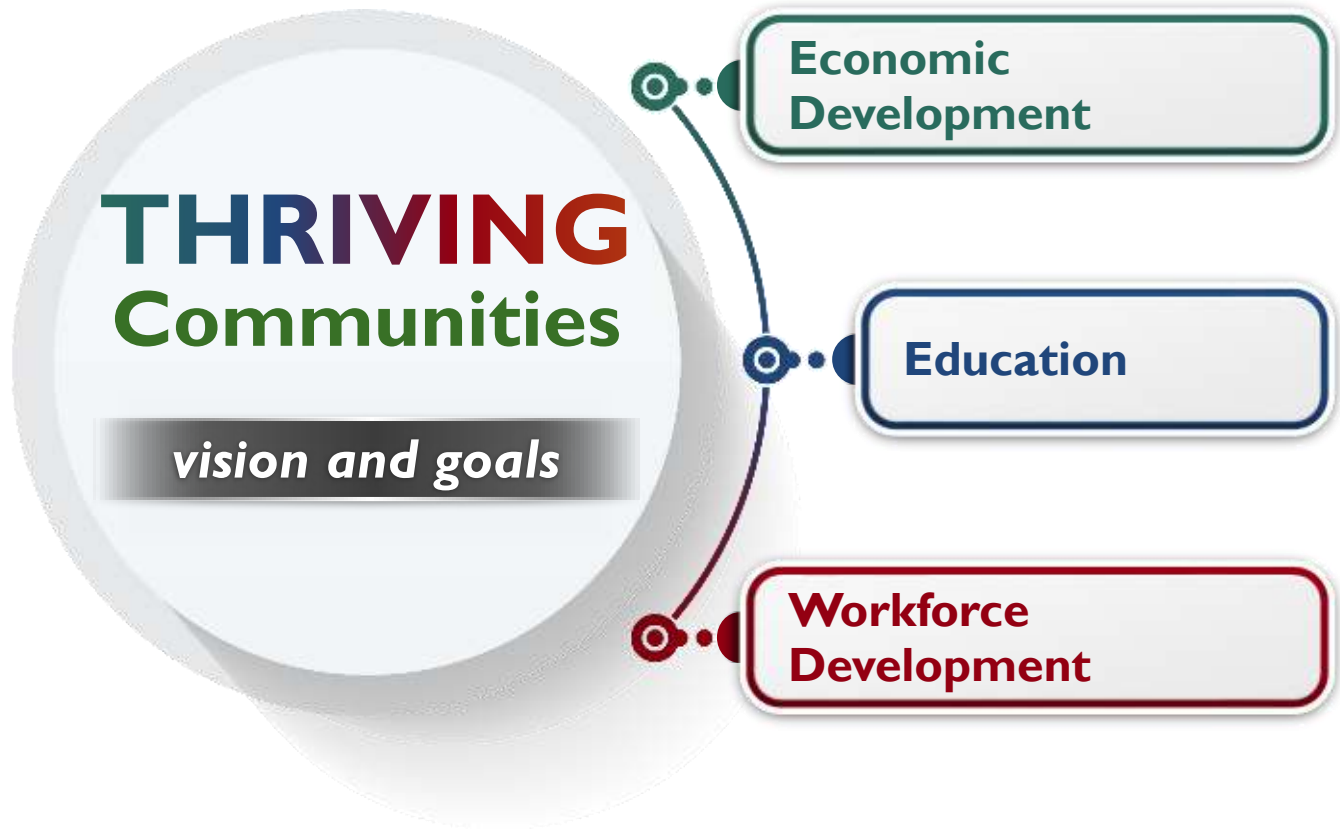 THRIVING
Communities
vision and goals
Economic
Development
Education
Workforce
Development